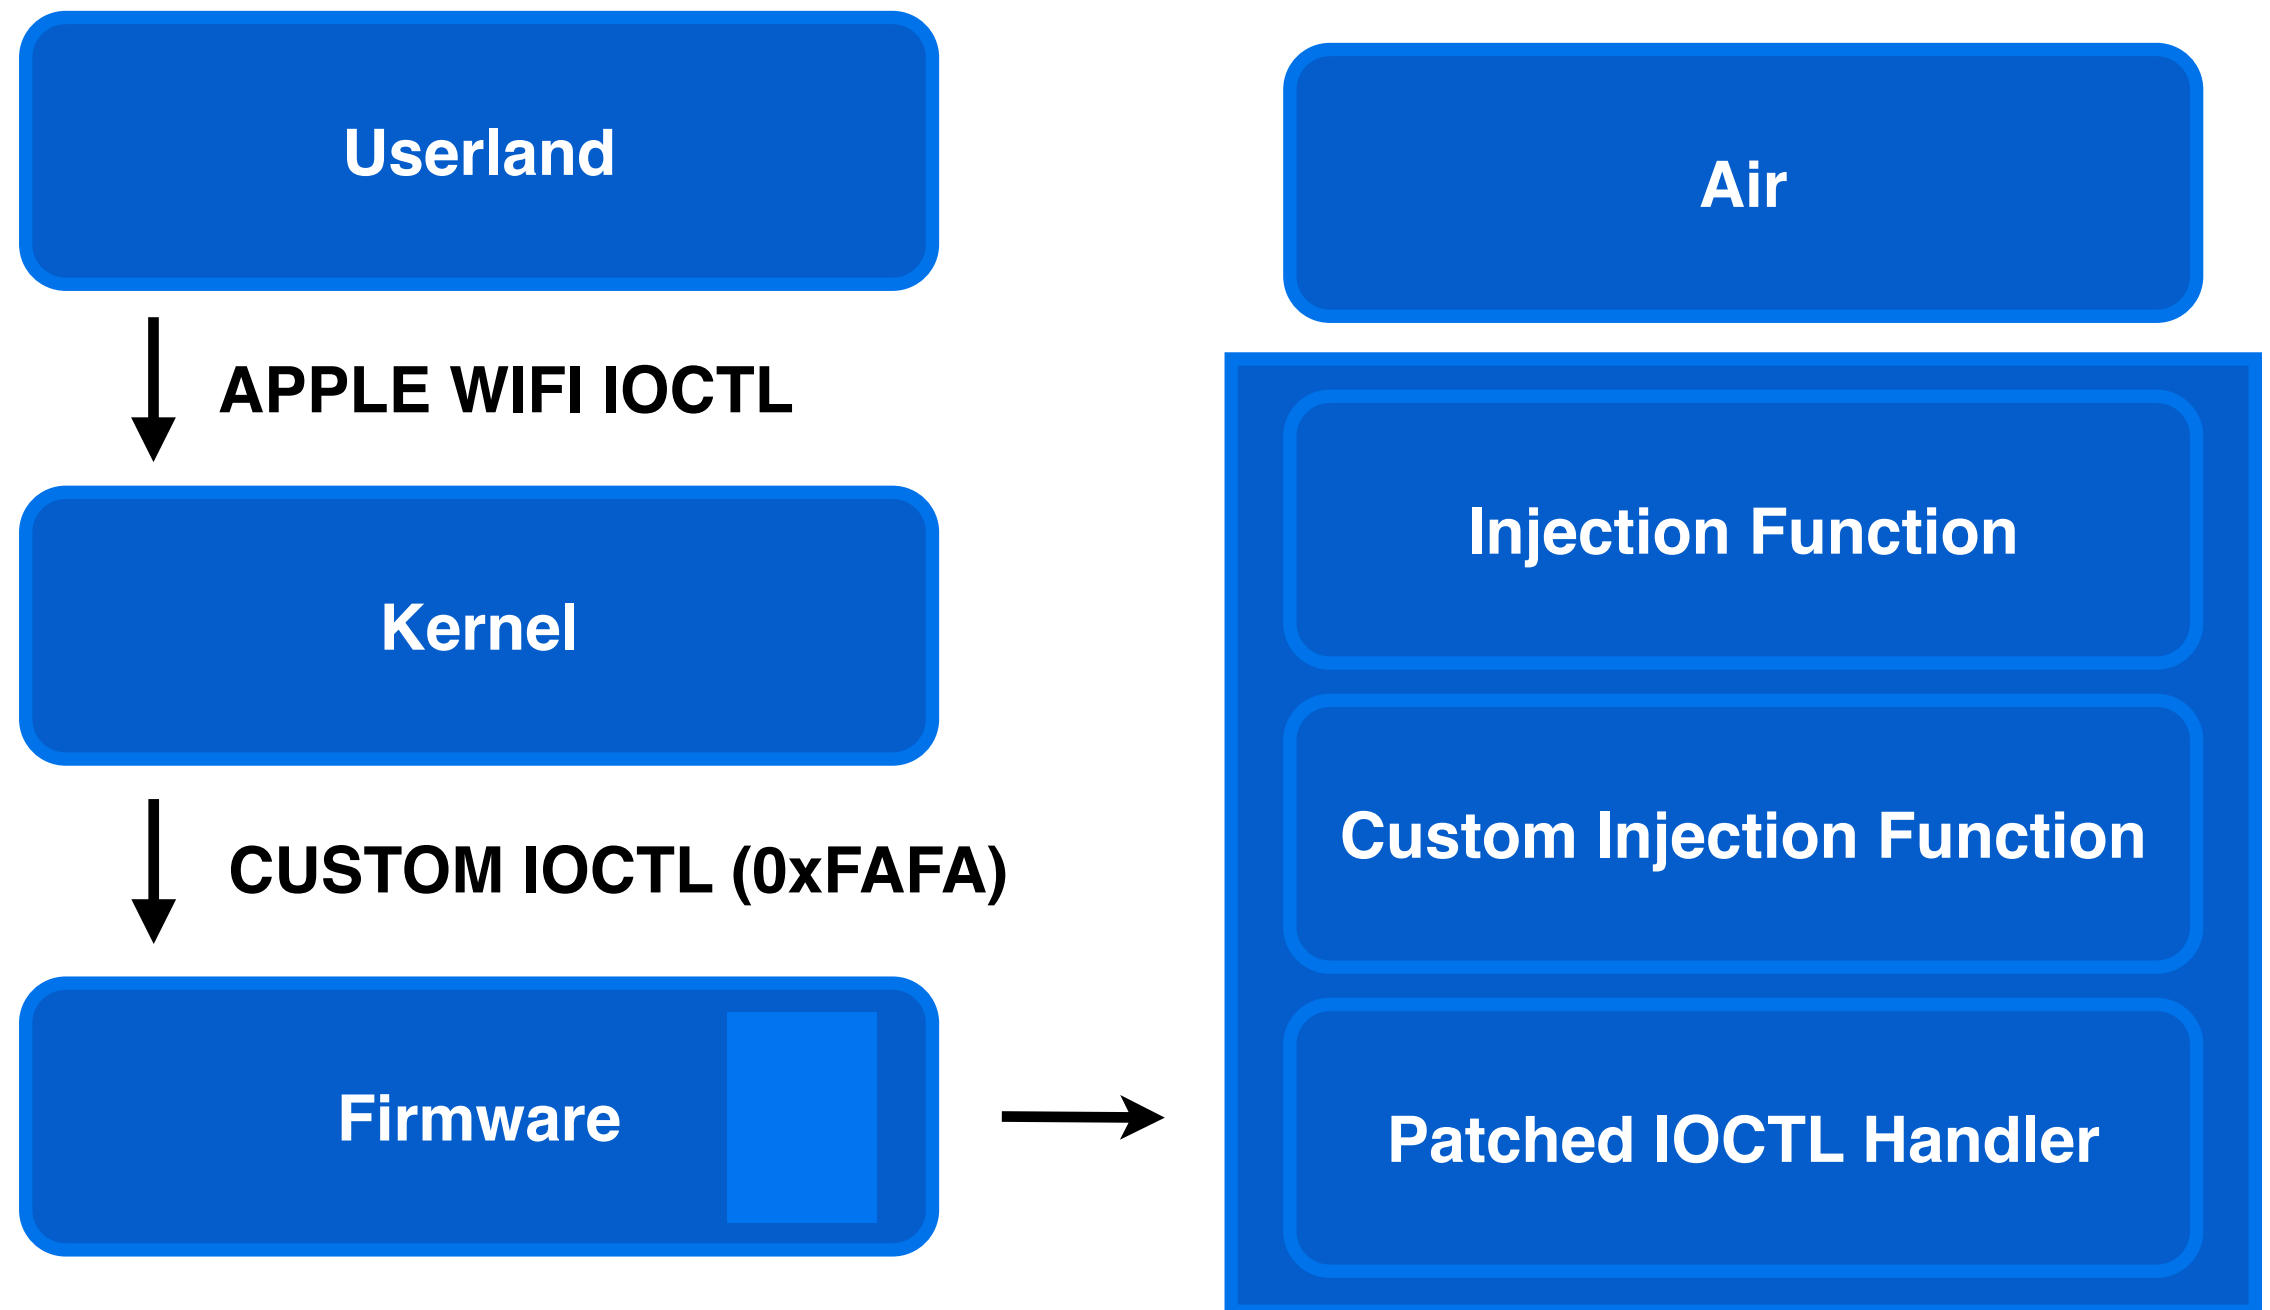 Userland
APPLE WIFI IOCTL
Kernel
CUSTOM IOCTL (0xFAFA)
Firmware
Air
Injection Function
Custom Injection Function
Patched IOCTL Handler